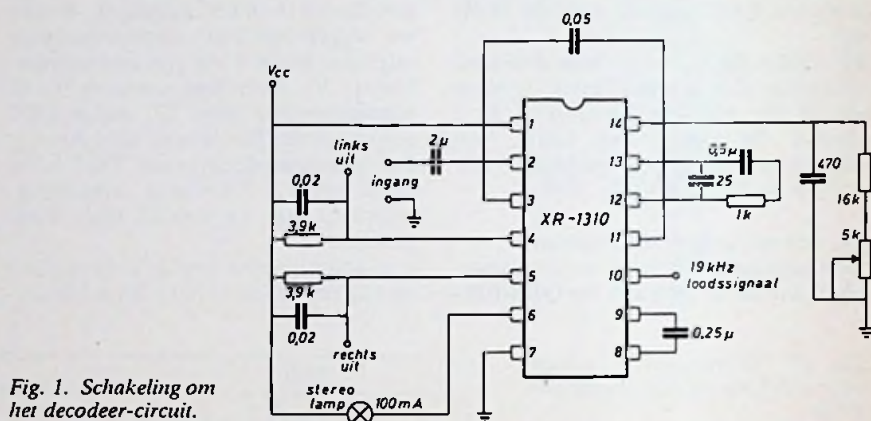 0,05
Vcc
links
uit
2µ
ingang
0,02
3,9k
3,9k
0,02
rechts
uit
stereo
lamp
100mA
1
2
3
4
5
6
7
XR-1310
14
13
12
11
10
9
8
0,5µ
25
1k
470
16k
5k
19kHz
loodssignaal
0,25µ
Fig. 1. Schakeling om
het decodeer-circuit.